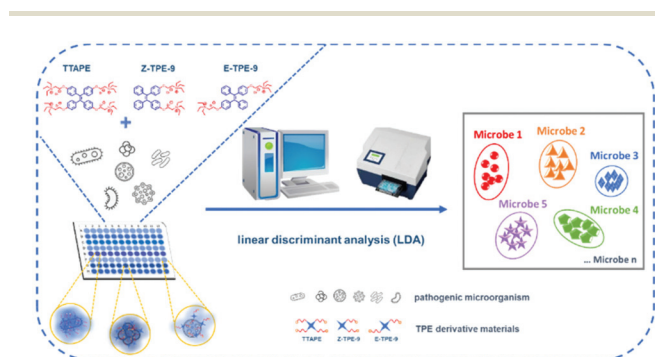 TTAPE Z-TPE-9 E-TPE-9
+
Microbe 1
Microbe 2
Microbe 3
Microbe 5
Microbe 4
... Microbe n
linear discriminant analysis (LDA)
pathogenic microorganism
TPE derivative materials
TTAPE Z-TPE-9 E-TPE-9